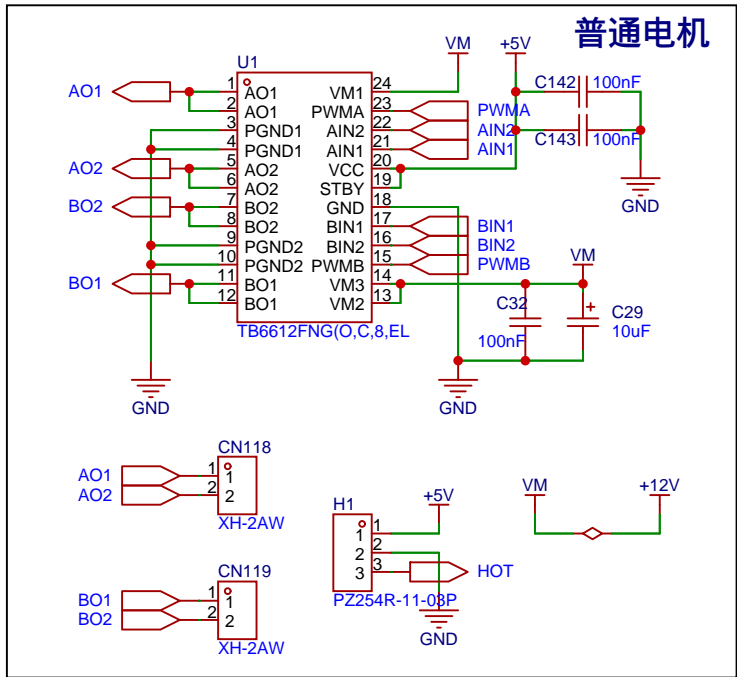 普通电机
VM
+5V
U1
C142
100nF
C143
100nF
GND
AO1
AO2
BO2
BO1
1 AO1
2 AO1
3 PGND1
4 PGND1
5 AO2
6 AO2
7 BO2
8 BO2
9 PGND2
10 PGND2
11 BO1
12 BO1
VM1 24
PWMA 23
AIN2 22
AIN1 21
VCC 20
STBY 19
GND 18
BIN1 17
BIN2 16
PWMB 15
VM3 14
VM2 13
TB6612FNG(O,C,8,EL
PWMA
AIN2
AIN1
BIN1
BIN2
PWMB
VM
C32
100nF
+
C29
10uF
GND
GND
CN118
AO1 1 1
AO2 2 2
XH-2AW
H1
+5V
1 1
2 2
3 3
HOT
PZ254R-11-03P
GND
VM
+12V
CN119
BO1 1 1
BO2 2 2
XH-2AW